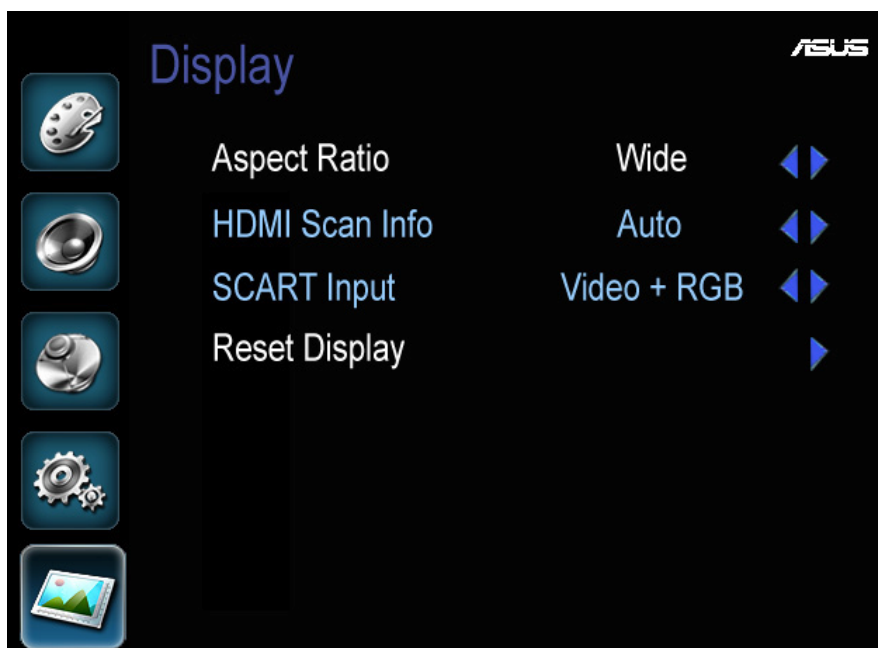 Display
ASUS
Aspect Ratio Wide
HDMI Scan Info Auto
SCART Input Video + RGB
Reset Display